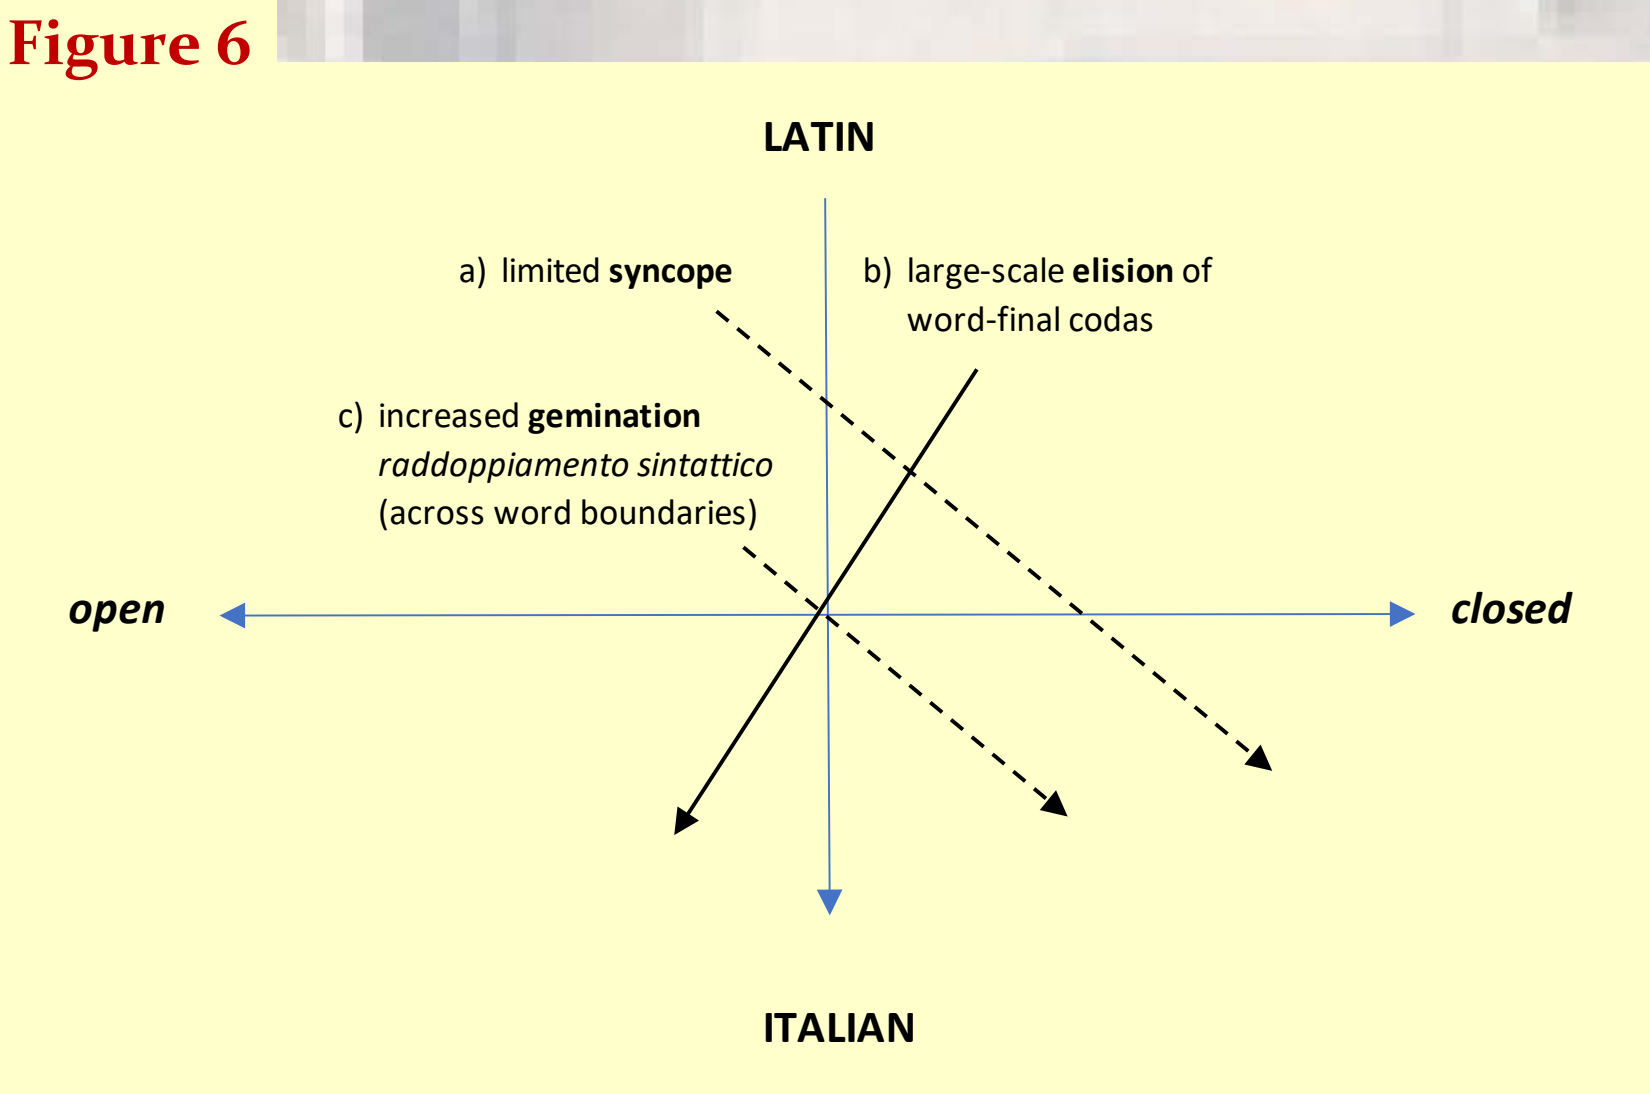 Figure 6
LATIN
a) limited syncope
b) large-scale elision of
word-final codas
c) increased gemination
raddoppiamento sintattico
(across word boundaries)
open
closed
ITALIAN